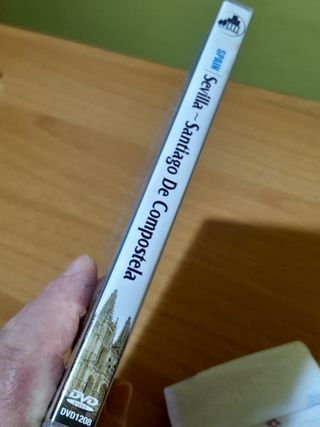 SPAIN Sevilla ~ Santiago De Compostela
DVD
DVD1208